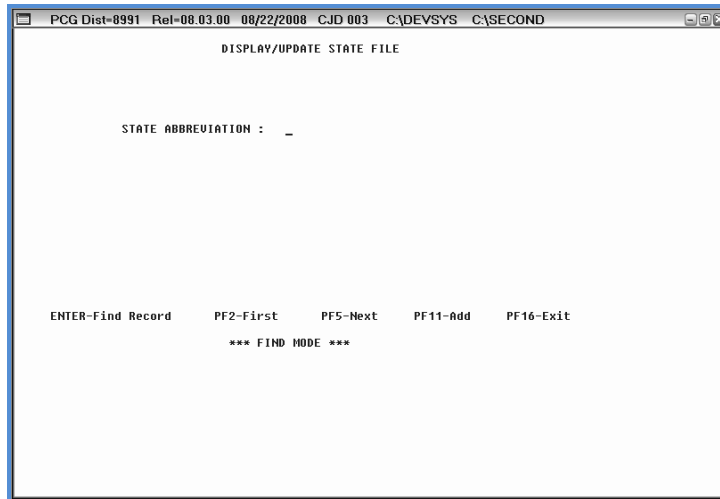 PCG Dist=8991 Rel=08.03.00 08/22/2008 CJD 003 C:\DEVSYS C:\SECOND
DISPLAY/UPDATE STATE FILE
STATE ABBREVIATION : _
ENTER-Find Record PF2-First PF5-Next PF11-Add PF16-Exit
*** FIND MODE ***